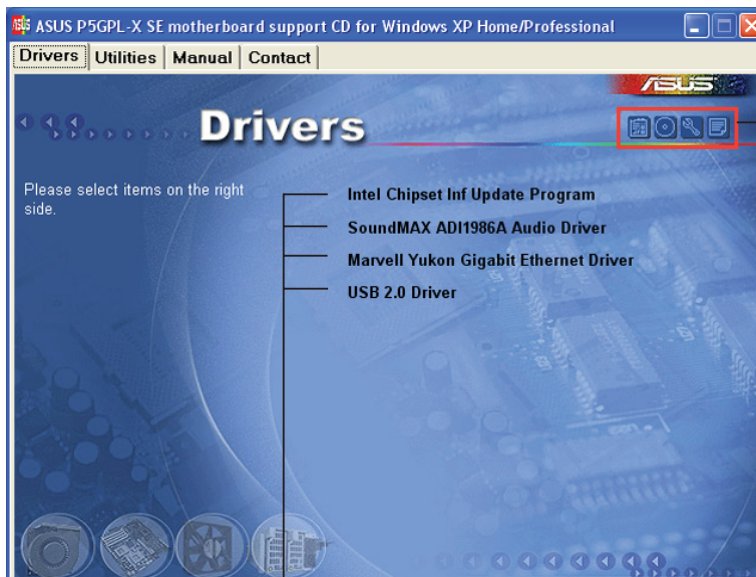 ASUS P5GPL-X SE motherboard support CD for Windows XP Home/Professional
Drivers Utilities Manual Contact
ASUS
Drivers
Please select items on the right
side.
Intel Chipset Inf Update Program
SoundMAX ADI1986A Audio Driver
Marvell Yukon Gigabit Ethernet Driver
USB 2.0 Driver